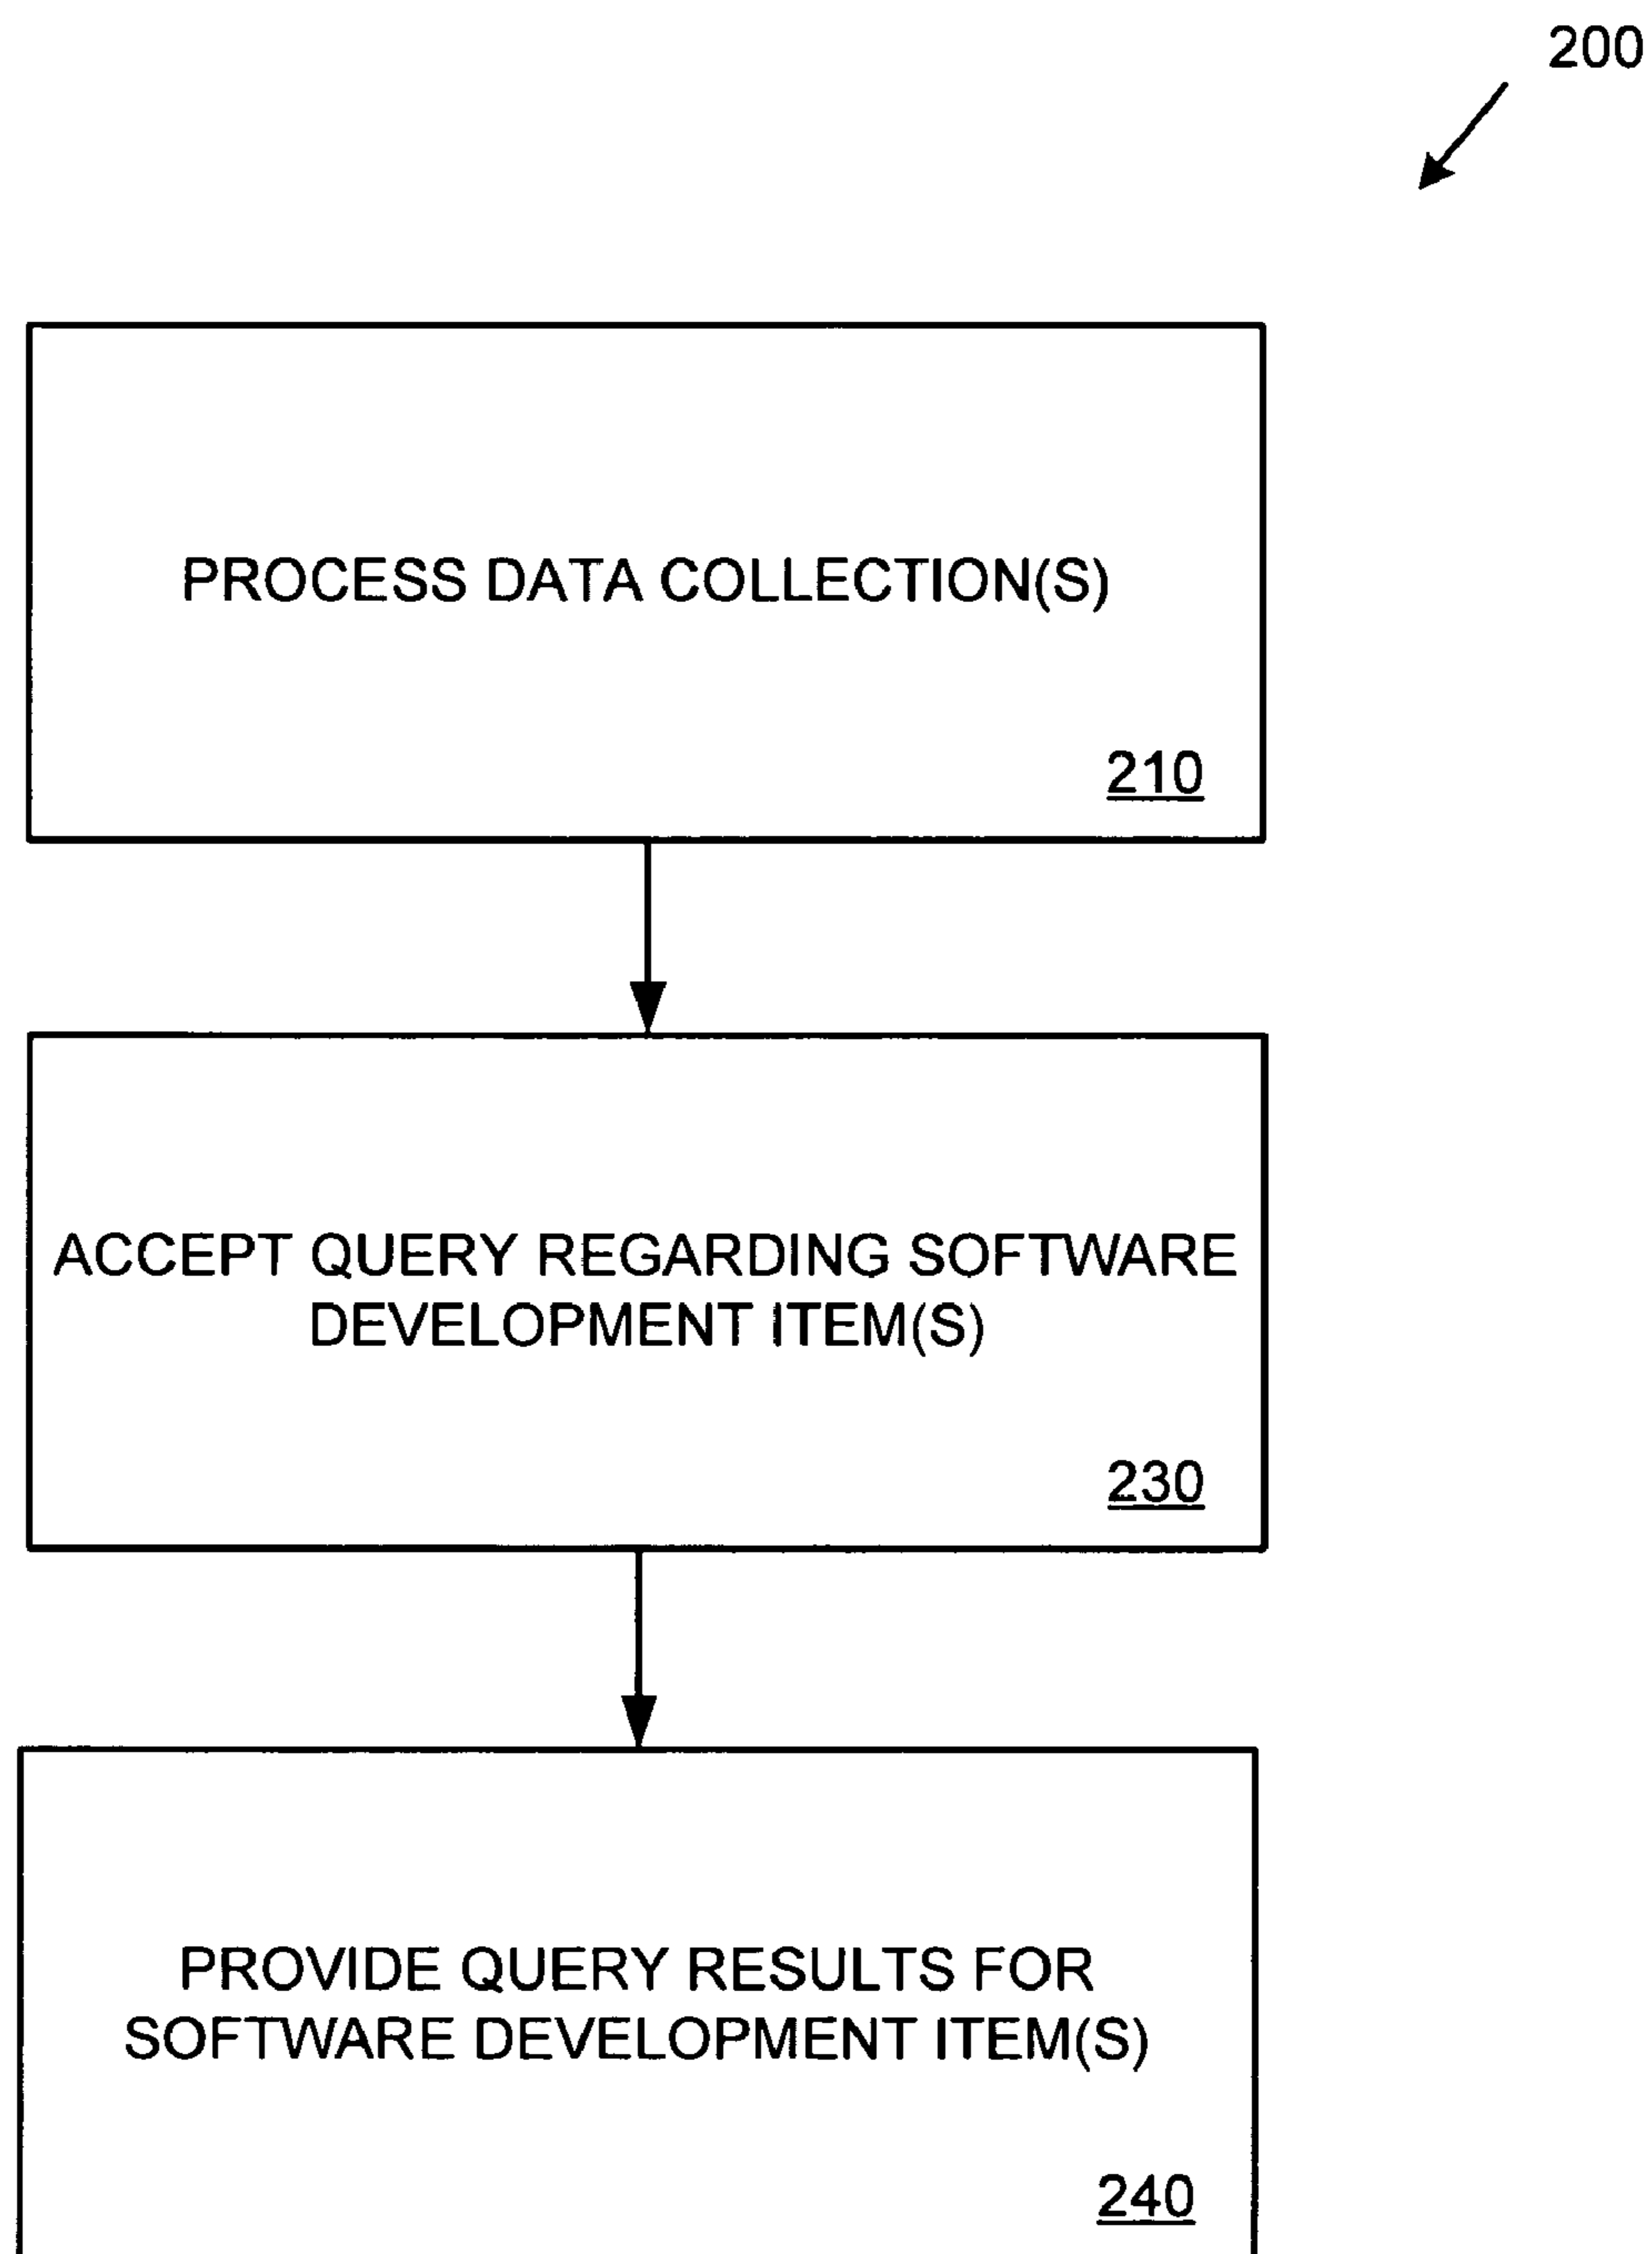 200
PROCESS DATA COLLECTION(S)
210
ACCEPT QUERY REGARDING SOFTWARE
DEVELOPMENT ITEM(S)
230
PROVIDE QUERY RESULTS FOR
SOFTWARE DEVELOPMENT ITEM(S)
240